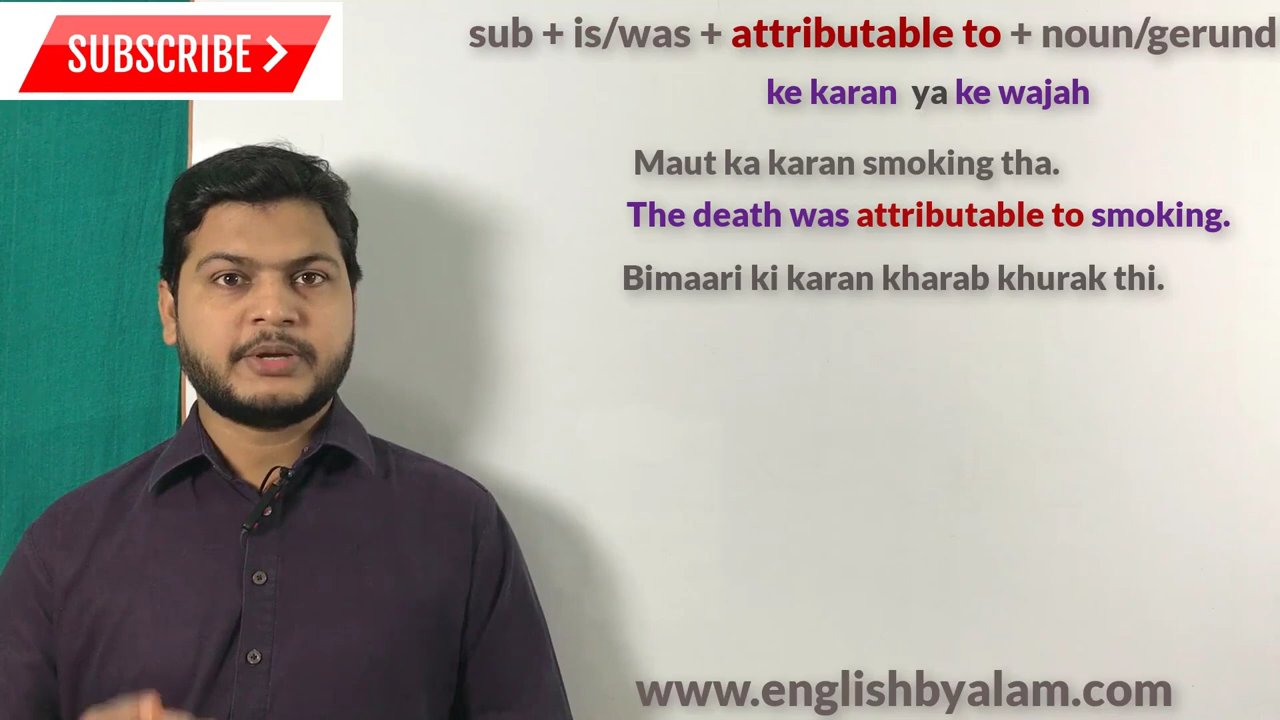 SUBSCRIBE
sub + is/was + attributable to + noun/gerund
ke karan ya ke wajah
Maut ka karan smoking tha.
The death was attributable to smoking.
Bimaari ki karan kharab khurak thi.
www.englishbyalam.com